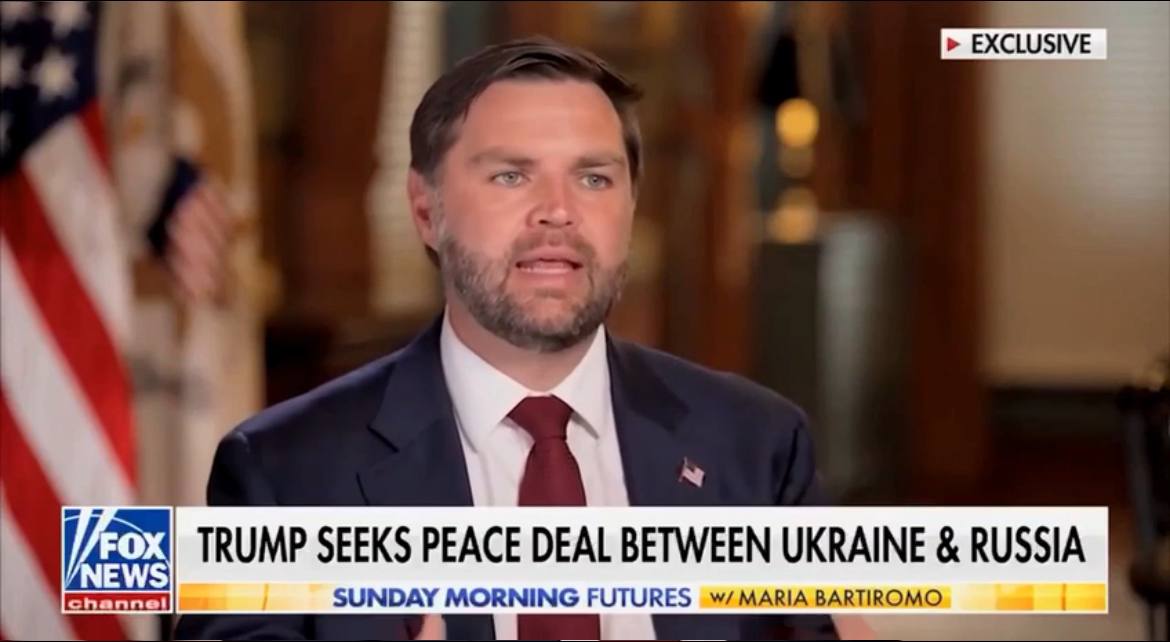 EXCLUSIVE
FOX
NEWS
channel
TRUMP SEEKS PEACE DEAL BETWEEN UKRAINE & RUSSIA
SUNDAY MORNING FUTURES W/ MARIA BARTIROMO